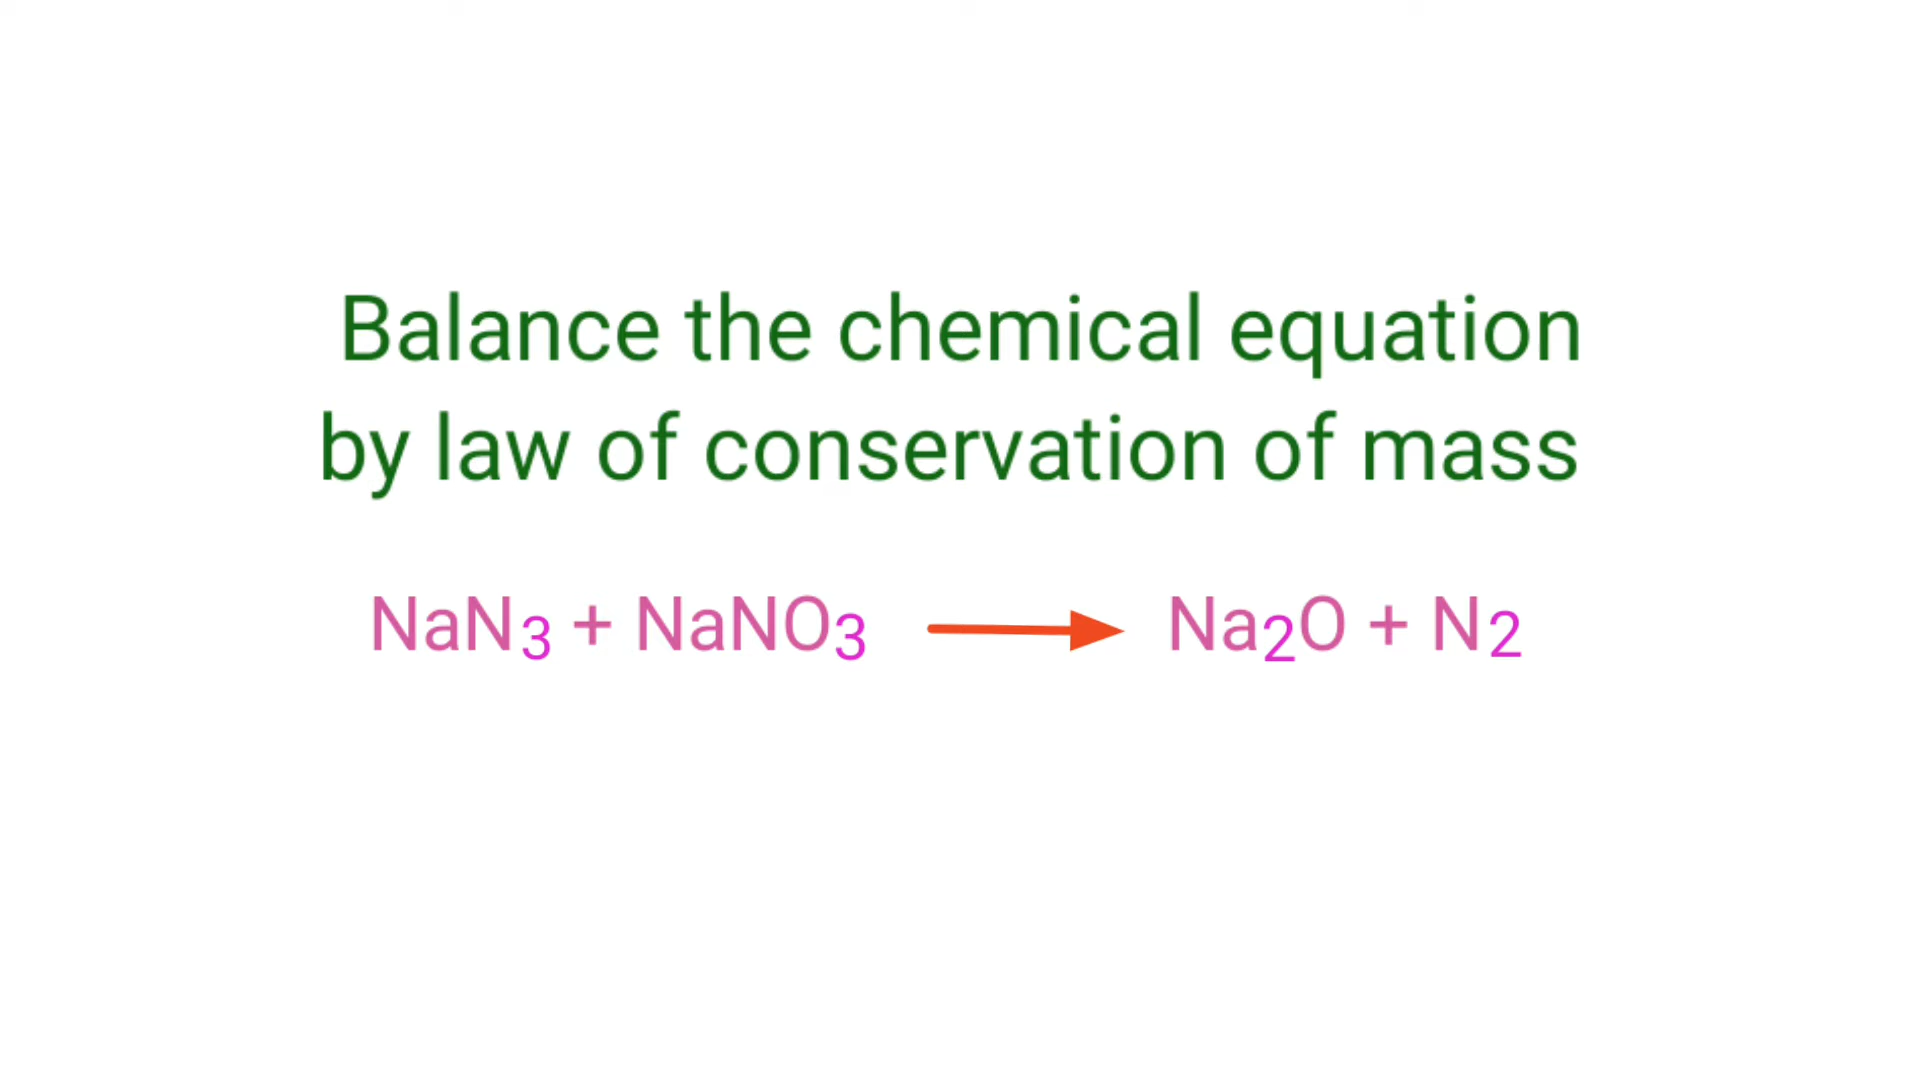 Balance the chemical equation
by law of conservation of mass
NaN3 + NaNO3 → Na2O + N2